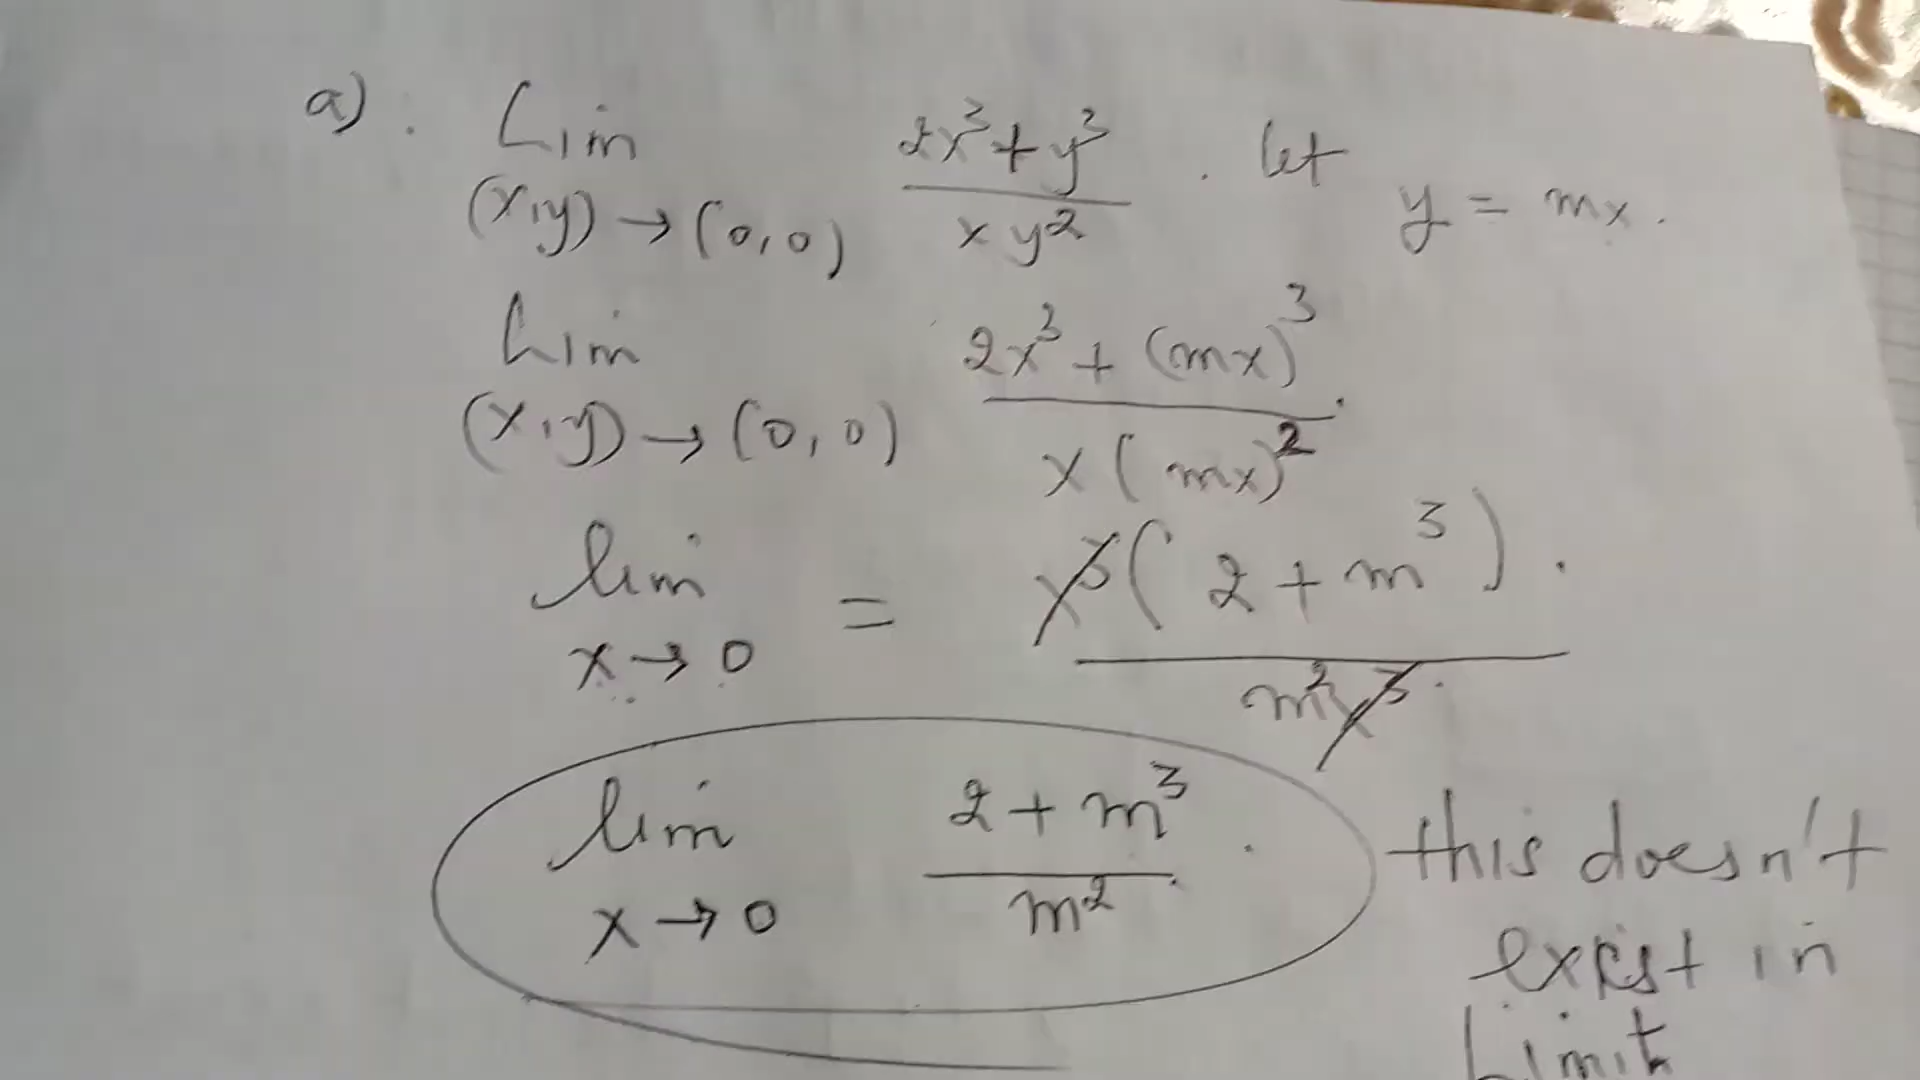 a). Lim 2x³+y³ . let y = mx.
(x,y) → (0,0) xy²
Lim 2x³ + (mx)³
(x,y) → (0,0) x(mx)²
lim = x³(2+m³).
x → 0 m²x³.
lim 2+m³ . this doesn't
x → 0 m² exist in
Limit